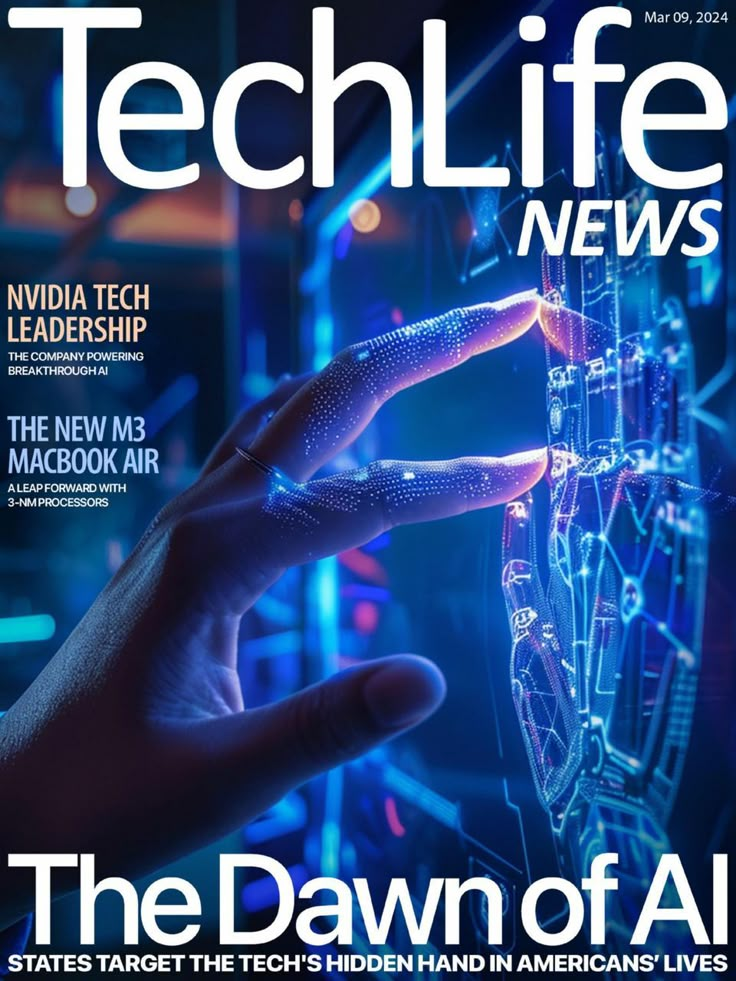 Mar 09, 2024
TechLife
NEWS
NVIDIA TECH
LEADERSHIP
THE COMPANY POWERING
BREAKTHROUGH AI
THE NEW M3
MACBOOK AIR
A LEAP FORWARD WITH
3-NM PROCESSORS
The Dawn of AI
STATES TARGET THE TECH'S HIDDEN HAND IN AMERICANS’ LIVES